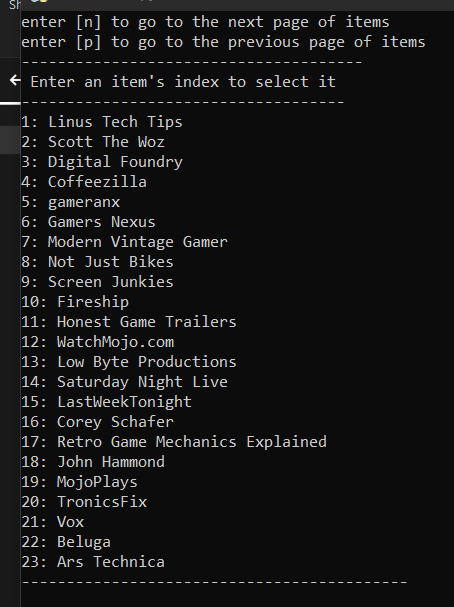 Sh
enter [n] to go to the next page of items
enter [p] to go to the previous page of items
--------------------------------------
Enter an item's index to select it
------------------------------------
1: Linus Tech Tips
2: Scott The Woz
3: Digital Foundry
4: Coffeezilla
5: gameranx
6: Gamers Nexus
7: Modern Vintage Gamer
8: Not Just Bikes
9: Screen Junkies
10: Fireship
11: Honest Game Trailers
12: WatchMojo.com
13: Low Byte Productions
14: Saturday Night Live
15: LastWeekTonight
16: Corey Schafer
17: Retro Game Mechanics Explained
18: John Hammond
19: MojoPlays
20: TronicsFix
21: Vox
22: Beluga
23: Ars Technica
-------------------------------------------